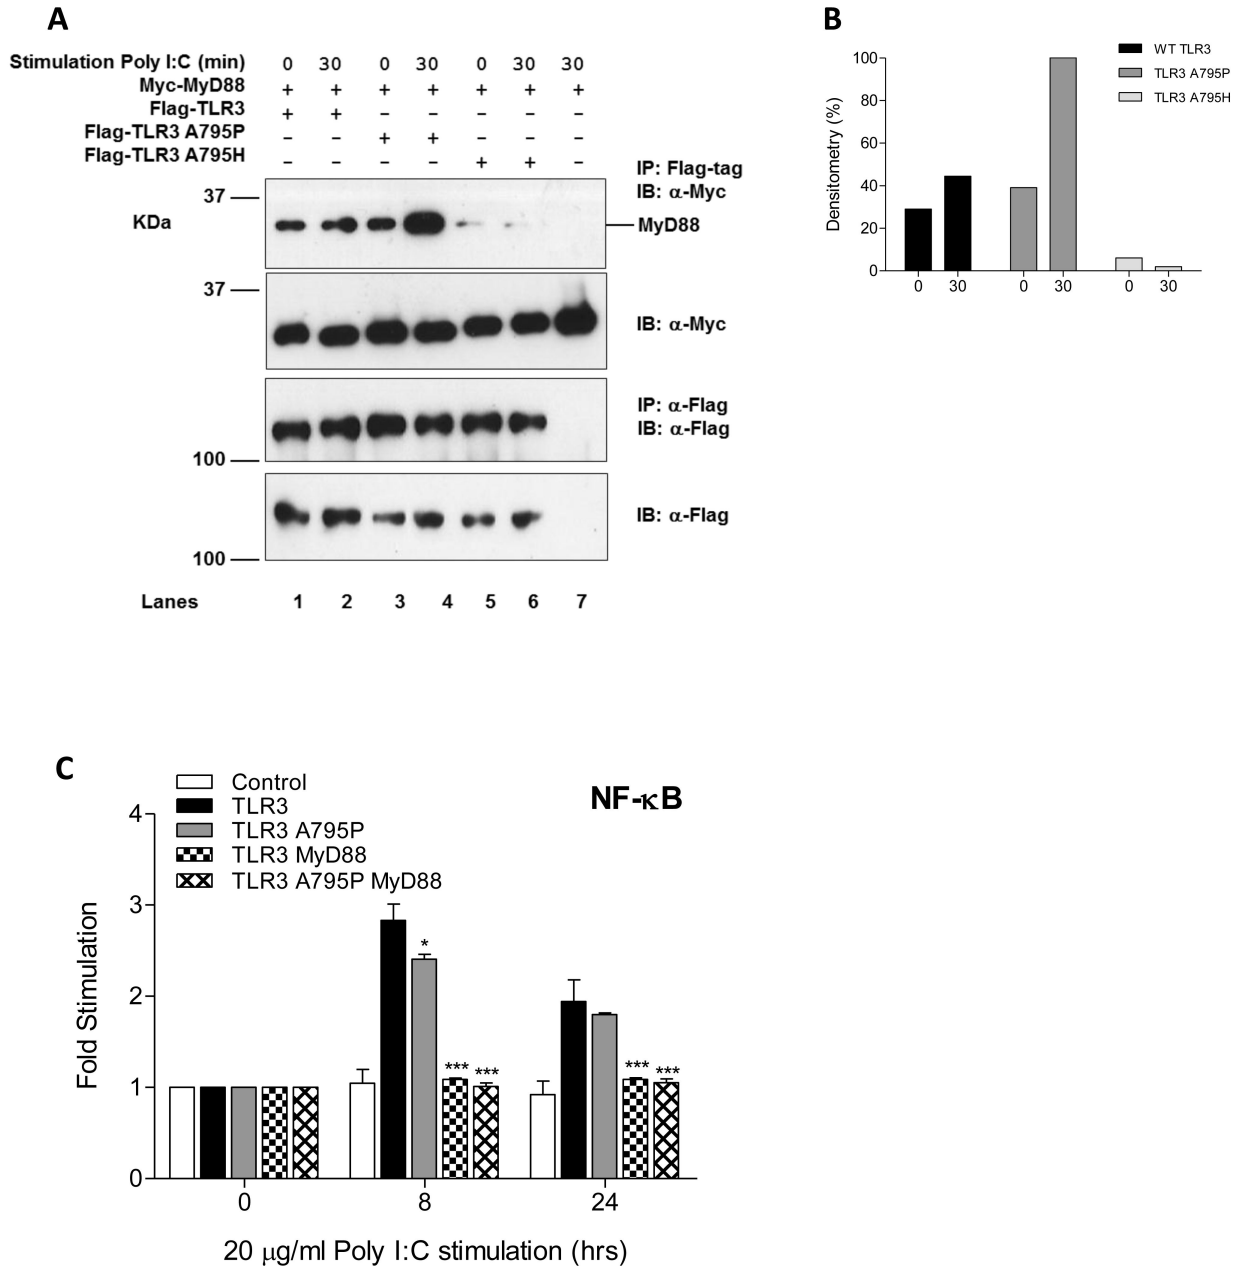 A
Stimulation Poly I:C (min) 0 30 0 30 0 30 30
Myc-MyD88 + + + + + + +
Flag-TLR3 + + – – – – –
Flag-TLR3 A795P – – + + – – –
Flag-TLR3 A795H – – – – + + –
IP: Flag-tag
37
IB: α-Myc
KDa
MyD88
37
IB: α-Myc
IP: α-Flag
IB: α-Flag
100
IB: α-Flag
100
Lanes 1 2 3 4 5 6 7
B
WT TLR3
TLR3 A795P
TLR3 A795H
Densitometry (%)
100
80
60
40
20
0
0 30 0 30 0 30
C
Control
TLR3
TLR3 A795P
TLR3 MyD88
TLR3 A795P MyD88
NF-κB
Fold Stimulation
4
3
2
1
0
*
*** ***
*** ***
0 8 24
20 μg/ml Poly I:C stimulation (hrs)